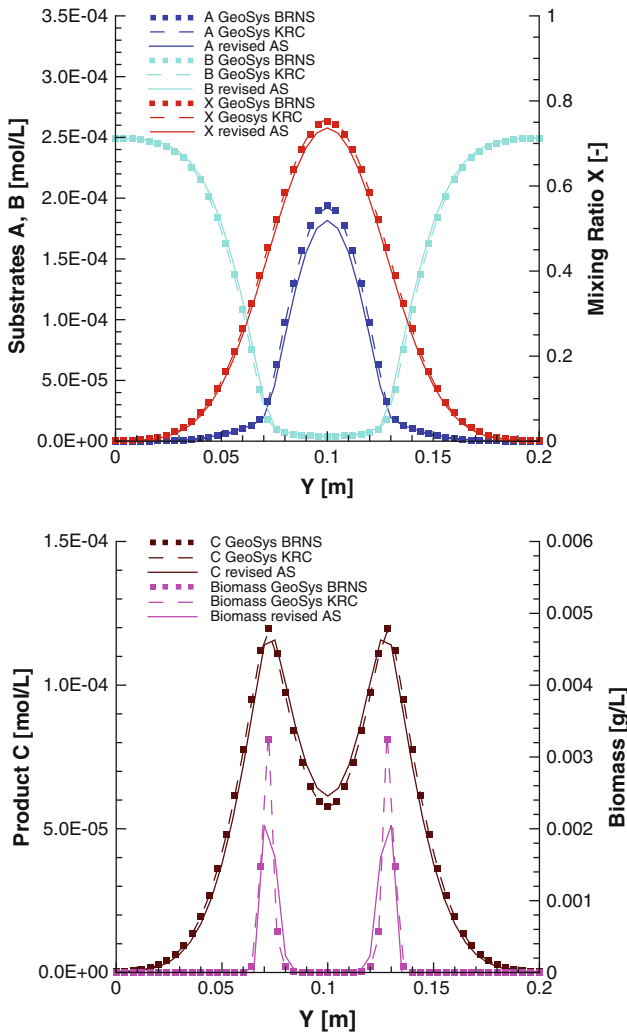 3.5E-04
3.0E-04
2.5E-04
2.0E-04
1.5E-04
1.0E-04
5.0E-05
0.0E+00
Substrates A, B [mol/L]
A GeoSys BRNS
A GeoSys KRC
A revised AS
B GeoSys BRNS
B GeoSys KRC
B revised AS
X GeoSys BRNS
X Geosys KRC
X revised AS
1
0.8
0.6
0.4
0.2
0
Mixing Ratio X [-]
0 0.05 0.1 0.15 0.2
Y [m]
1.5E-04
1.0E-04
5.0E-05
0.0E+00
Product C [mol/L]
C GeoSys BRNS
C GeoSys KRC
C revised AS
Biomass GeoSys BRNS
Biomass GeoSys KRC
Biomass revised AS
0.006
0.005
0.004
0.003
0.002
0.001
0
Biomass [g/L]
0 0.05 0.1 0.15 0.2
Y [m]